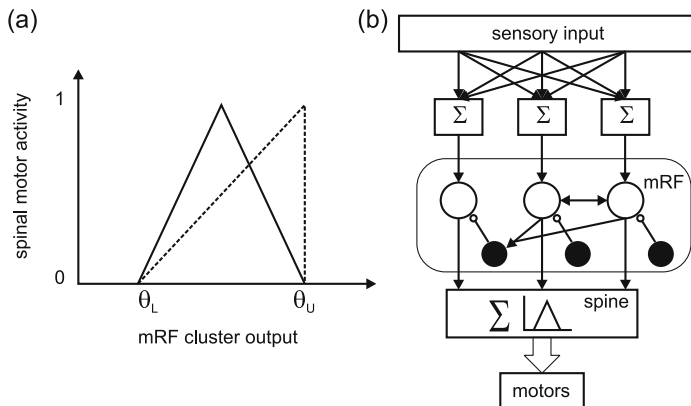 (a)
spinal motor activity
1
0
θL
θU
mRF cluster output
(b)
sensory input
Σ Σ Σ
mRF
spine
Σ
motors